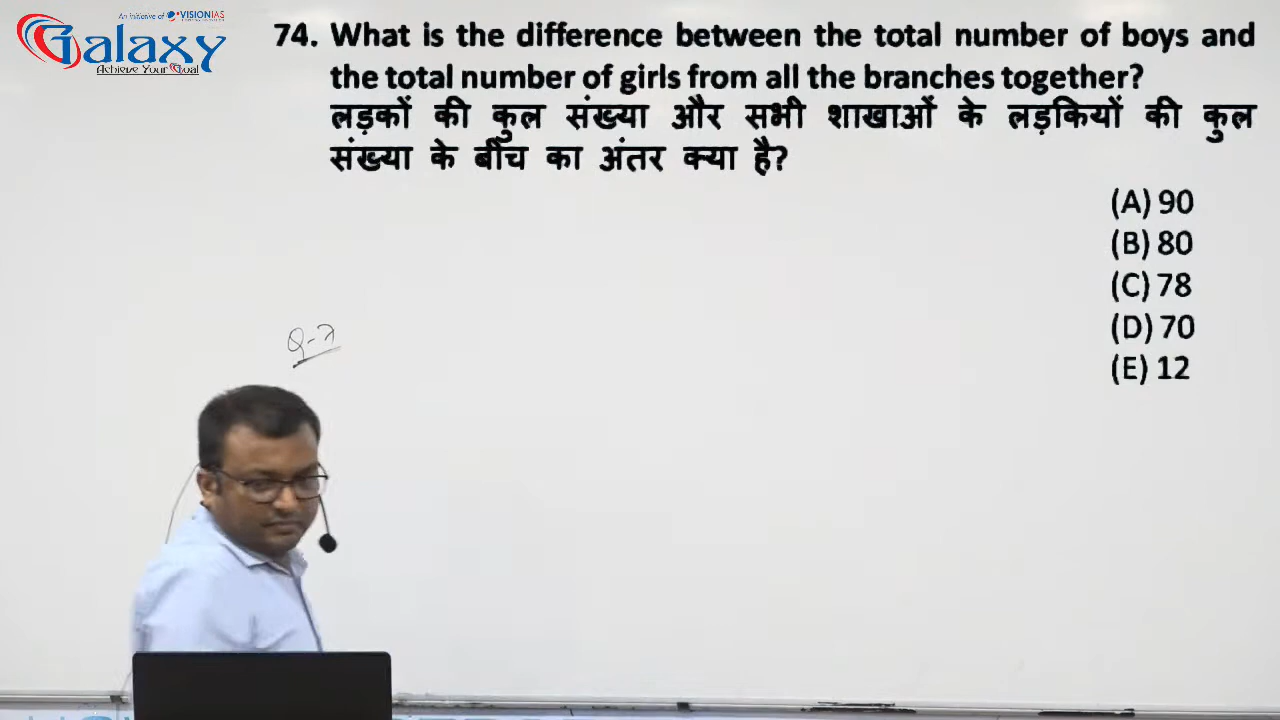 An initiative of VISIONIAS
Galaxy
Achieve Your Goal
74. What is the difference between the total number of boys and
the total number of girls from all the branches together?
लड़कों की कुल संख्या और सभी शाखाओं के लड़कियों की कुल
संख्या के बीच का अंतर क्या है?
(A) 90
(B) 80
(C) 78
(D) 70
(E) 12
Q-7